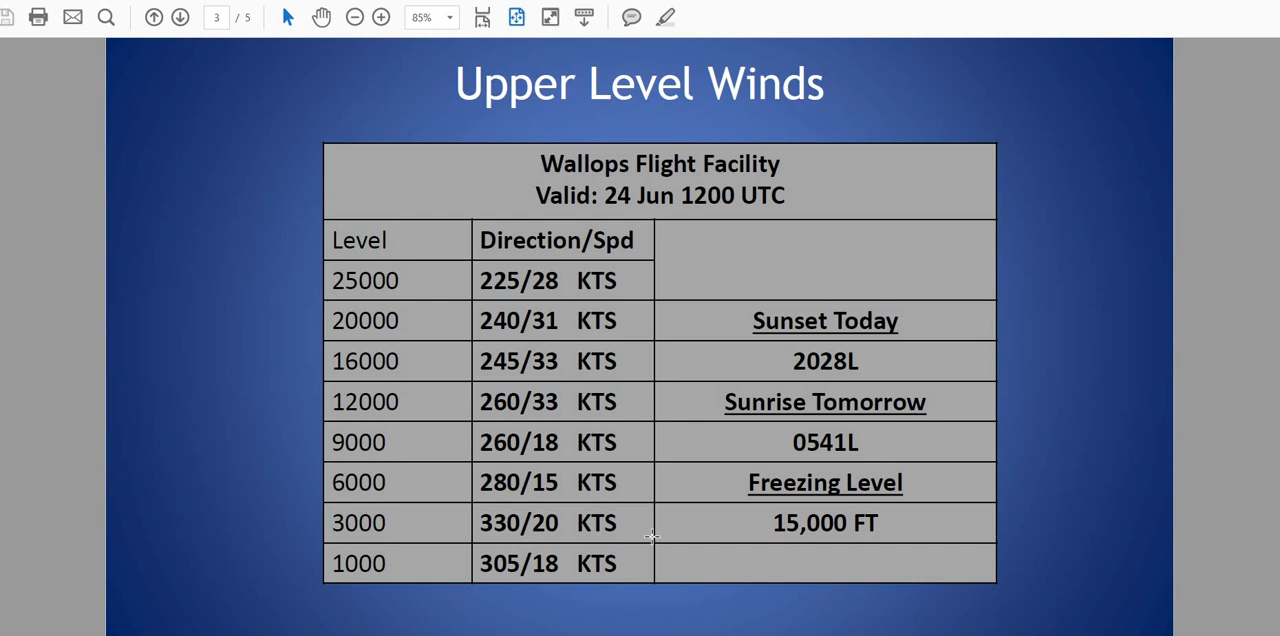 3 / 5 85%
Upper Level Winds
Wallops Flight Facility
Valid: 24 Jun 1200 UTC
Level Direction/Spd
25000 225/28 KTS
20000 240/31 KTS Sunset Today
16000 245/33 KTS 2028L
12000 260/33 KTS Sunrise Tomorrow
9000 260/18 KTS 0541L
6000 280/15 KTS Freezing Level
3000 330/20 KTS 15,000 FT
1000 305/18 KTS